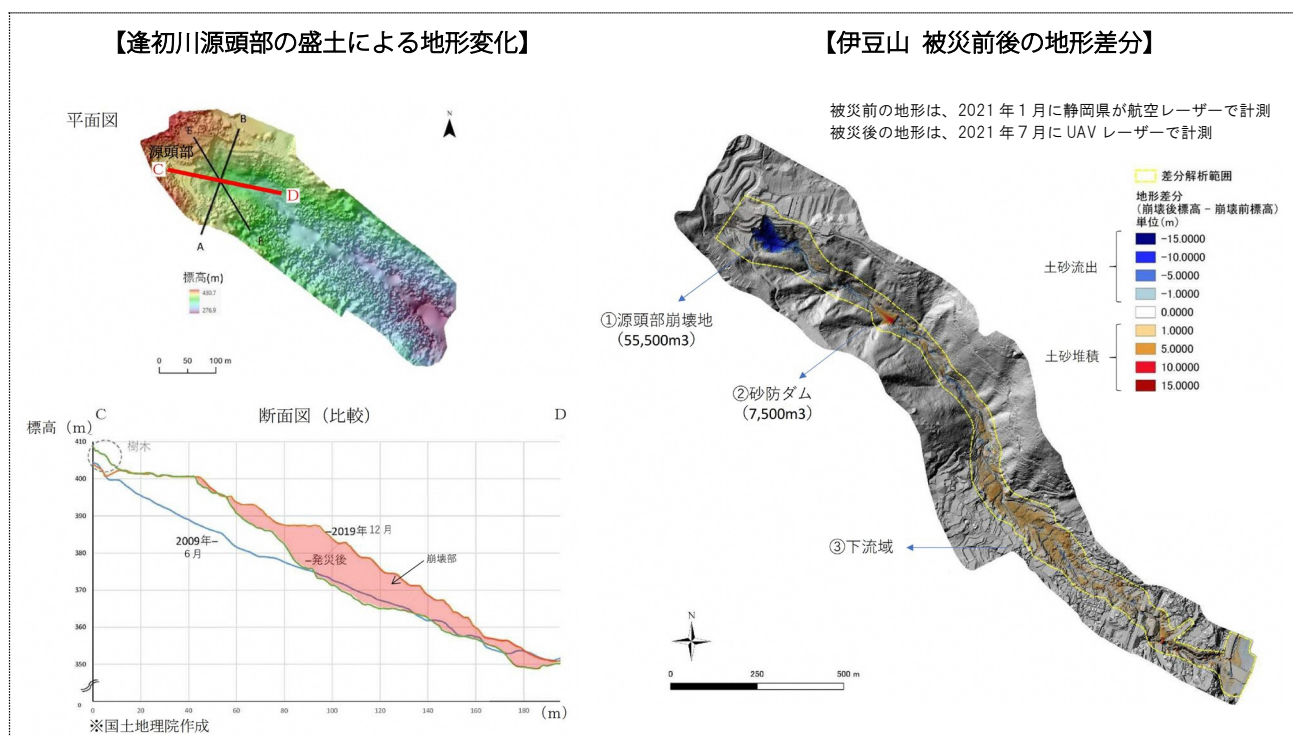 【逢初川源頭部の盛土による地形変化】
平面図
N
E
B
源頭部
C
D
A
F
標高(m)
430.7
276.9
0 50 100 m
C
断面図（比較）
D
標高（m）
410
樹木
400
390
380
370
360
350
0
2009年
6月
2019年12月
発災後
崩壊部
0 20 40 60 80 100 120 140 160 180
（m）
※国土地理院作成
【伊豆山 被災前後の地形差分】
被災前の地形は、2021年1月に静岡県が航空レーザーで計測
被災後の地形は、2021年7月にUAVレーザーで計測
差分解析範囲
地形差分
(崩壊後標高 − 崩壊前標高)
単位(m)
土砂流出
-15.0000
-10.0000
-5.0000
-1.0000
0.0000
土砂堆積
1.0000
5.0000
10.0000
15.0000
①源頭部崩壊地
(55,500m3)
②砂防ダム
(7,500m3)
③下流域
N
0 250 500 m